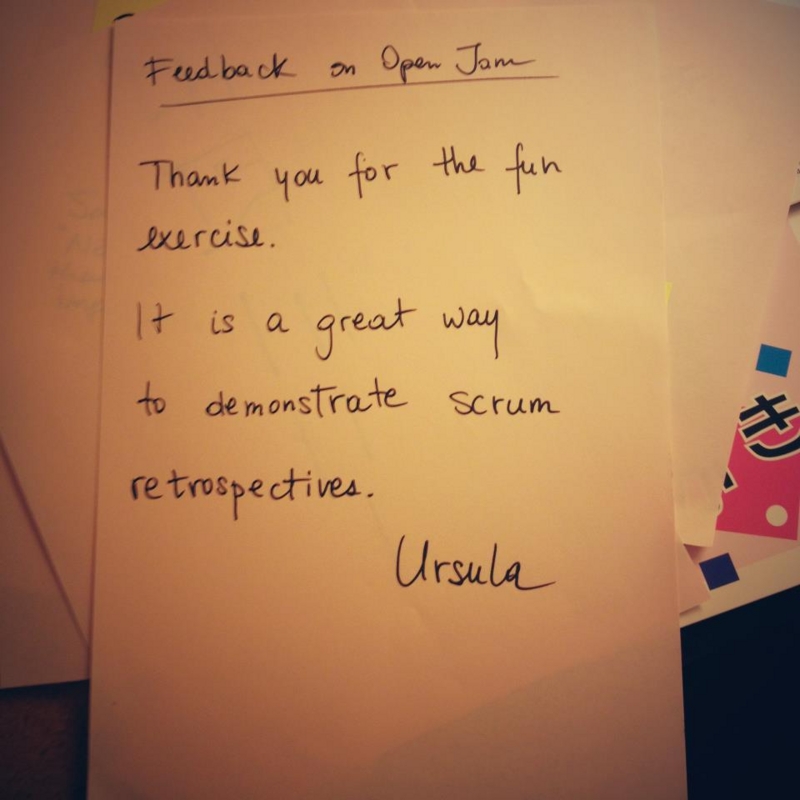 Feedback on Open Jam
Thank you for the fun
exercise.
It is a great way
to demonstrate scrum
retrospectives.
Ursula